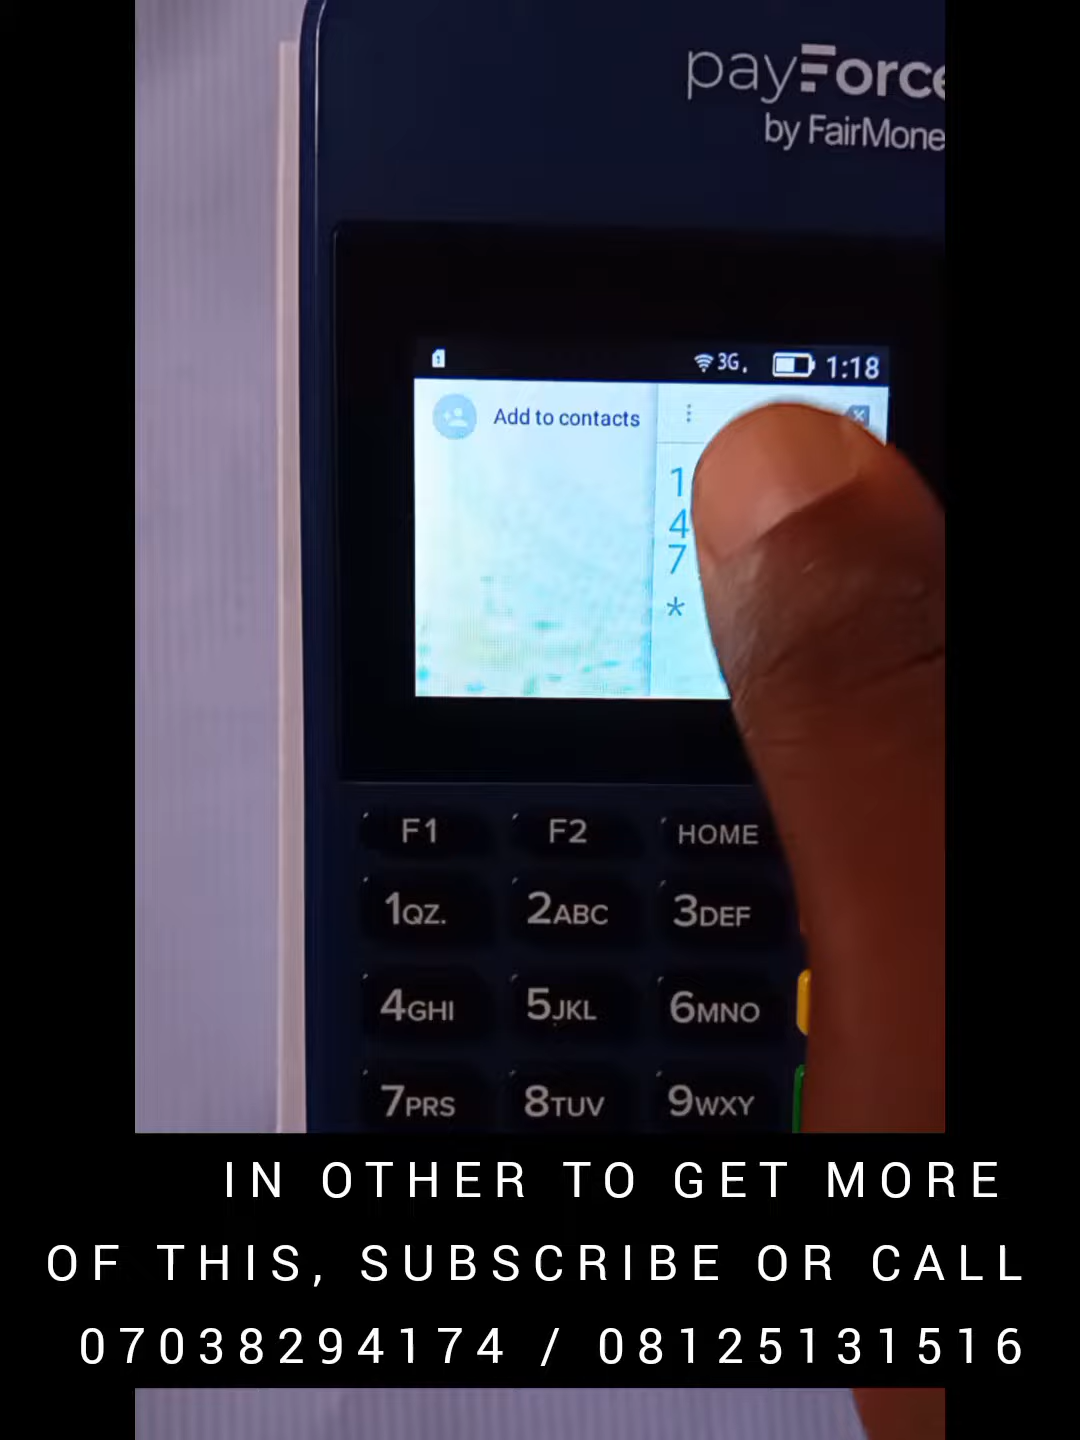 payForce
by FairMone
3G
1:18
Add to contacts
1
4
7
*
F1 F2 HOME
1QZ. 2ABC 3DEF
4GHI 5JKL 6MNO
7PRS 8TUV 9WXY
IN OTHER TO GET MORE
OF THIS, SUBSCRIBE OR CALL
07038294174 / 08125131516